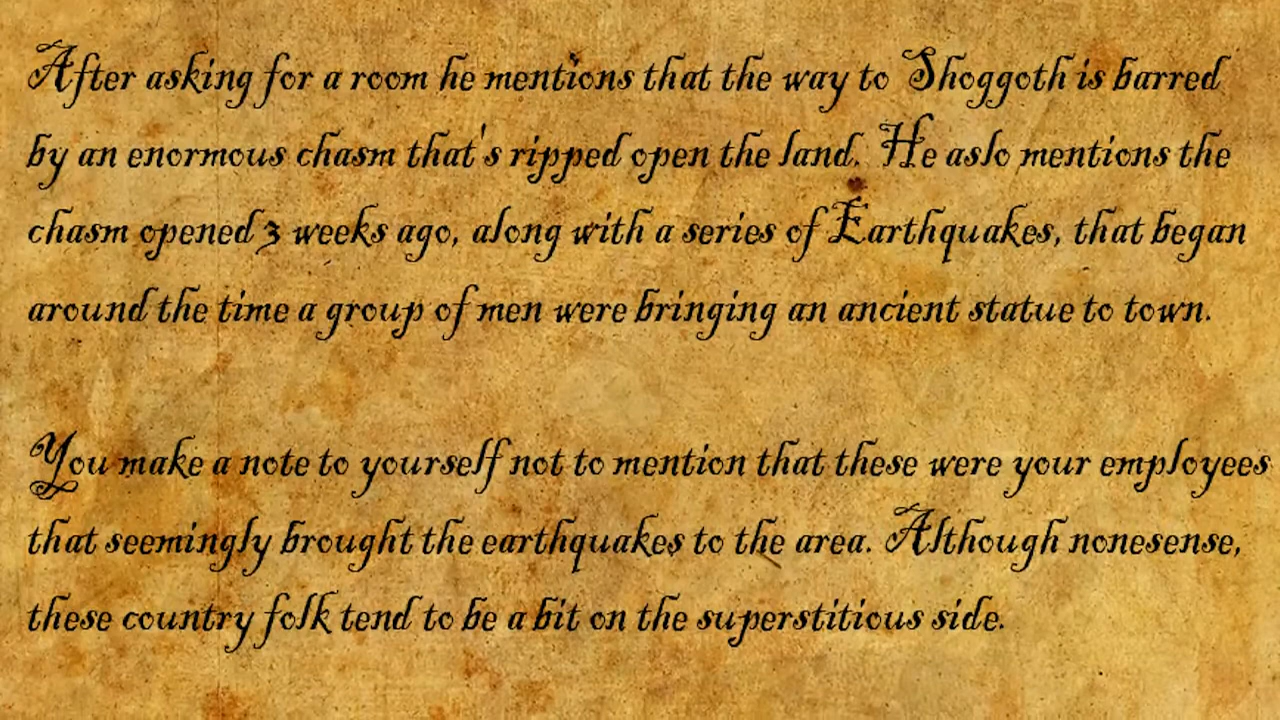 After asking for a room he mentions that the way to Shoggoth is barred
by an enormous chasm that's ripped open the land. He aslo mentions the
chasm opened 3 weeks ago, along with a series of Earthquakes, that began
around the time a group of men were bringing an ancient statue to town.
You make a note to yourself not to mention that these were your employees
that seemingly brought the earthquakes to the area. Although nonesense,
these country folk tend to be a bit on the superstitious side.